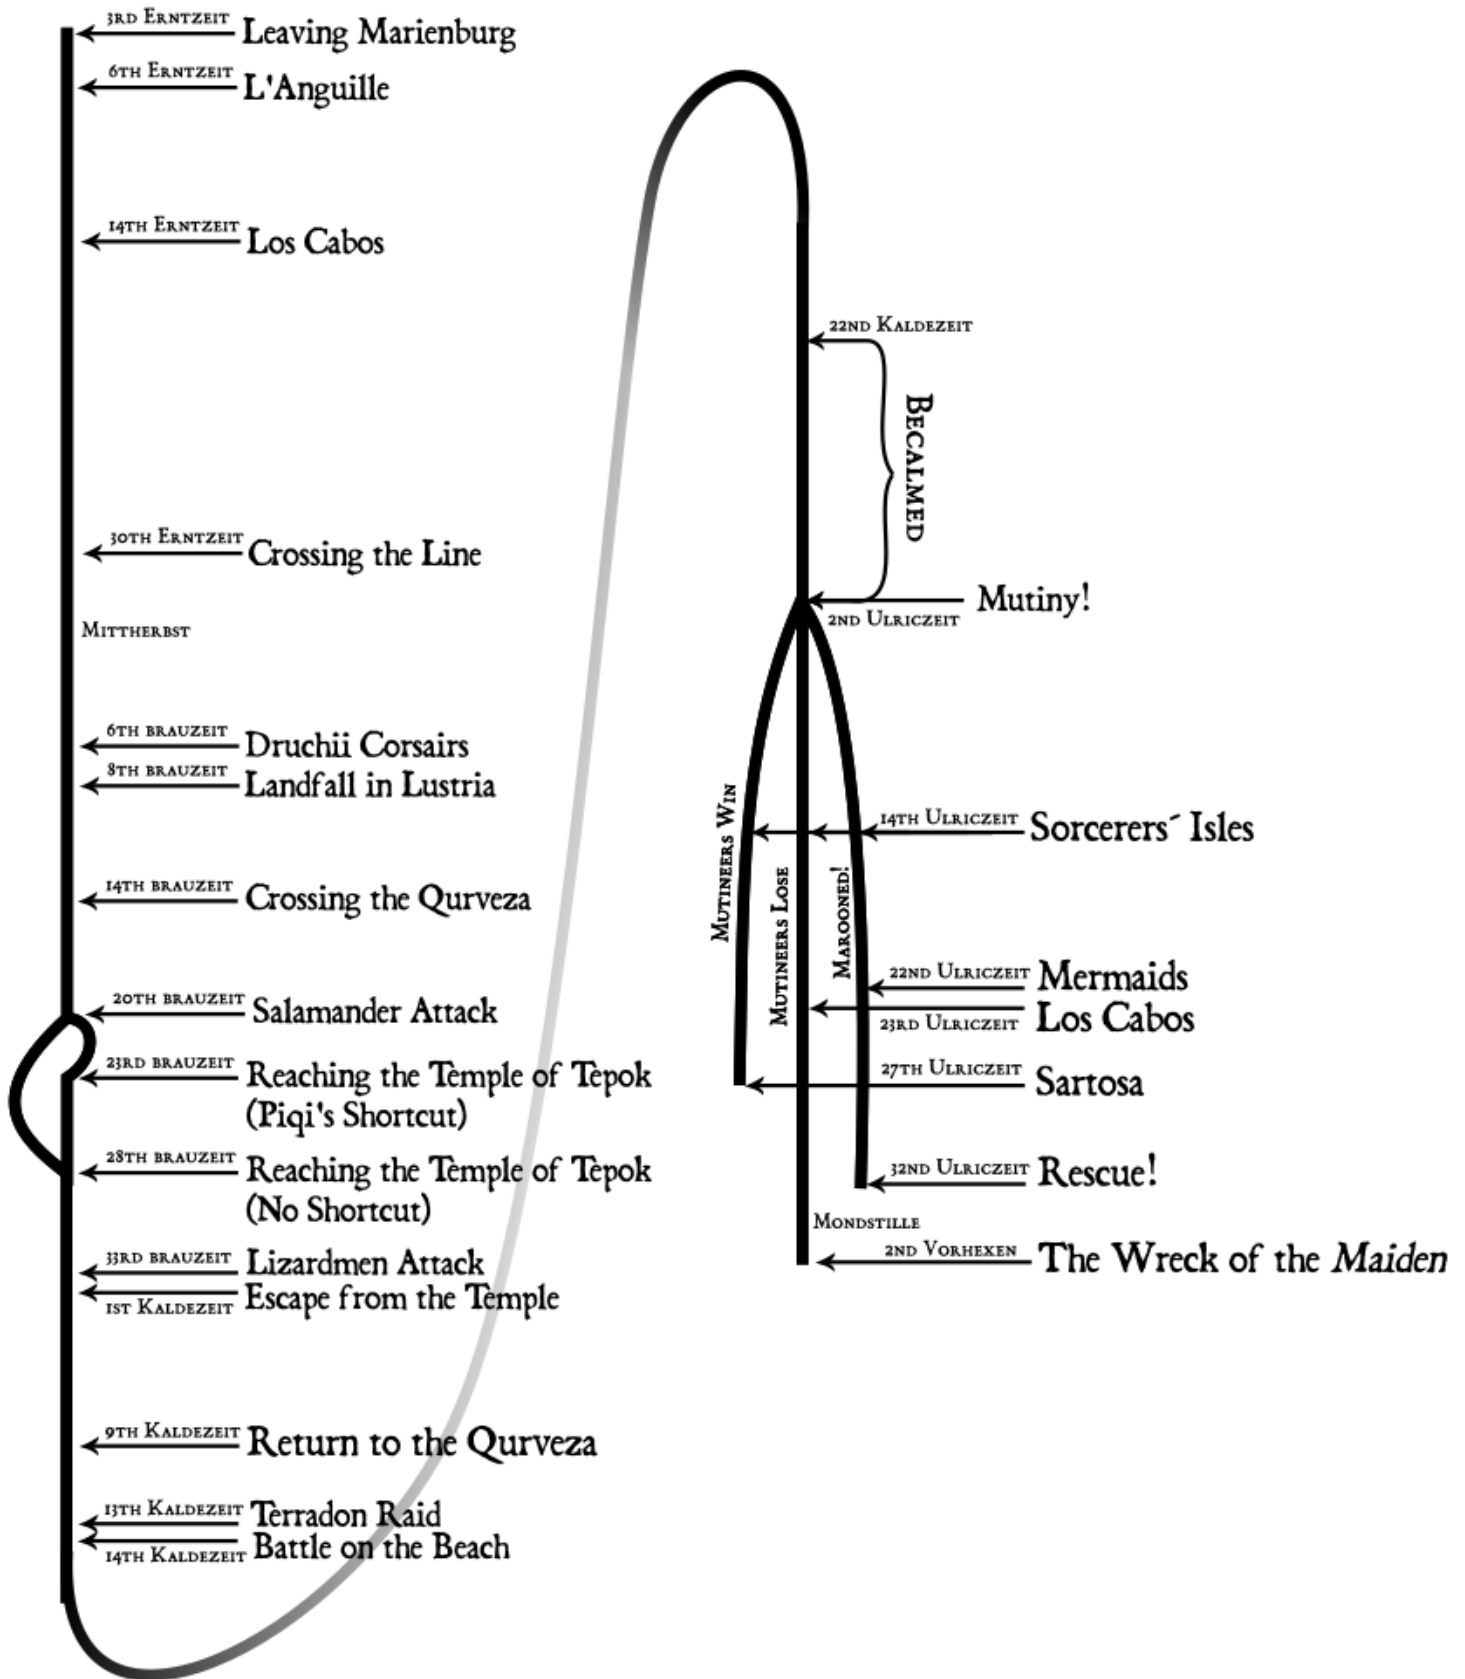 3rd Erntzeit
Leaving Marienburg
6th Erntzeit
L'Anguille
14th Erntzeit
Los Cabos
30th Erntzeit
Crossing the Line
Mittherbst
6th brauzeit
Druchii Corsairs
8th brauzeit
Landfall in Lustria
14th brauzeit
Crossing the Qurveza
20th brauzeit
Salamander Attack
23rd brauzeit
Reaching the Temple of Tepok
(Piqi's Shortcut)
28th brauzeit
Reaching the Temple of Tepok
(No Shortcut)
33rd brauzeit
Lizardmen Attack
1st Kaldezeit
Escape from the Temple
9th Kaldezeit
Return to the Qurveza
13th Kaldezeit
Terradon Raid
14th Kaldezeit
Battle on the Beach
22nd Kaldezeit
Becalmed
Mutiny!
2nd Ulriczeit
Mutineers Win
Mutineers Lose
Marooned!
14th Ulriczeit
Sorcerers´ Isles
22nd Ulriczeit
Mermaids
23rd Ulriczeit
Los Cabos
27th Ulriczeit
Sartosa
32nd Ulriczeit
Rescue!
Mondstille
2nd Vorhexen
The Wreck of the Maiden